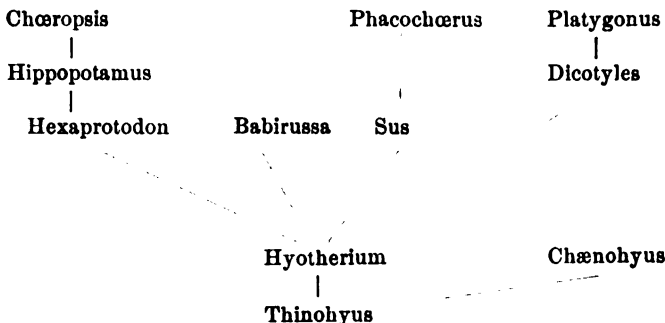 Chœropsis Phacochœrus Platygonus
Hippopotamus Dicotyles
Hexaprotodon Babirussa Sus
Hyotherium Chænohyus
Thinohyus